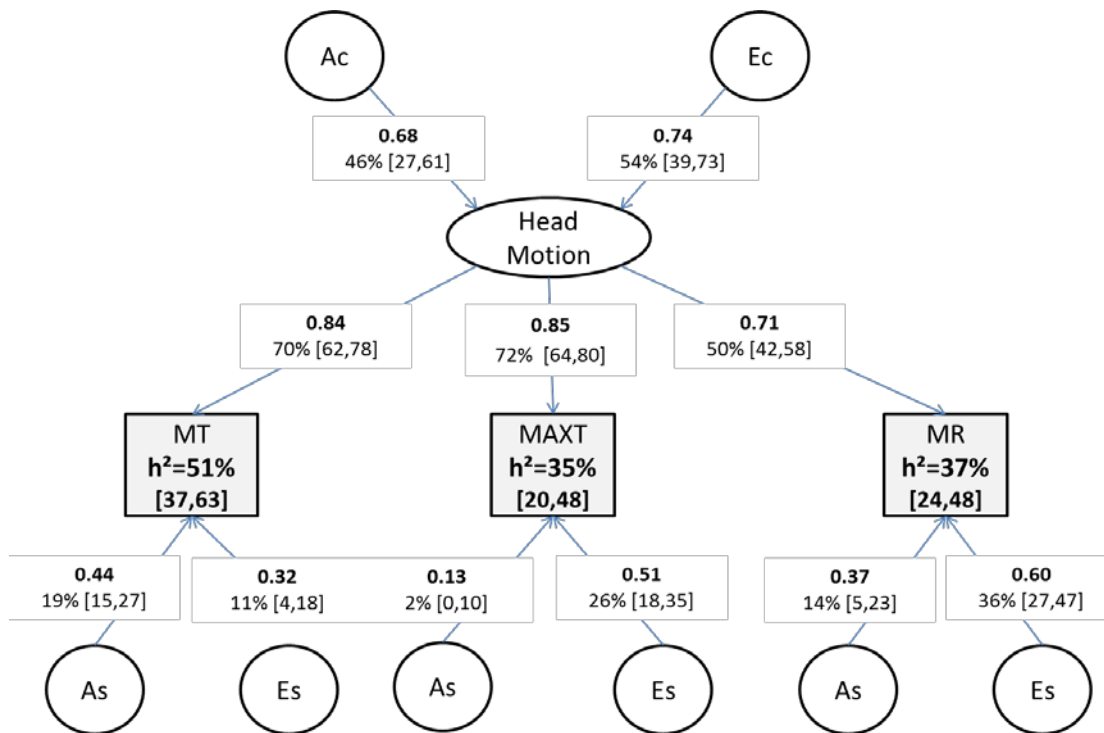 Ac
Ec
0.68
46% [27,61]
0.74
54% [39,73]
Head
Motion
0.84
70% [62,78]
0.85
72% [64,80]
0.71
50% [42,58]
MT
h²=51%
[37,63]
MAXT
h²=35%
[20,48]
MR
h²=37%
[24,48]
0.44
19% [15,27]
0.32
11% [4,18]
0.13
2% [0,10]
0.51
26% [18,35]
0.37
14% [5,23]
0.60
36% [27,47]
As
Es
As
Es
As
Es